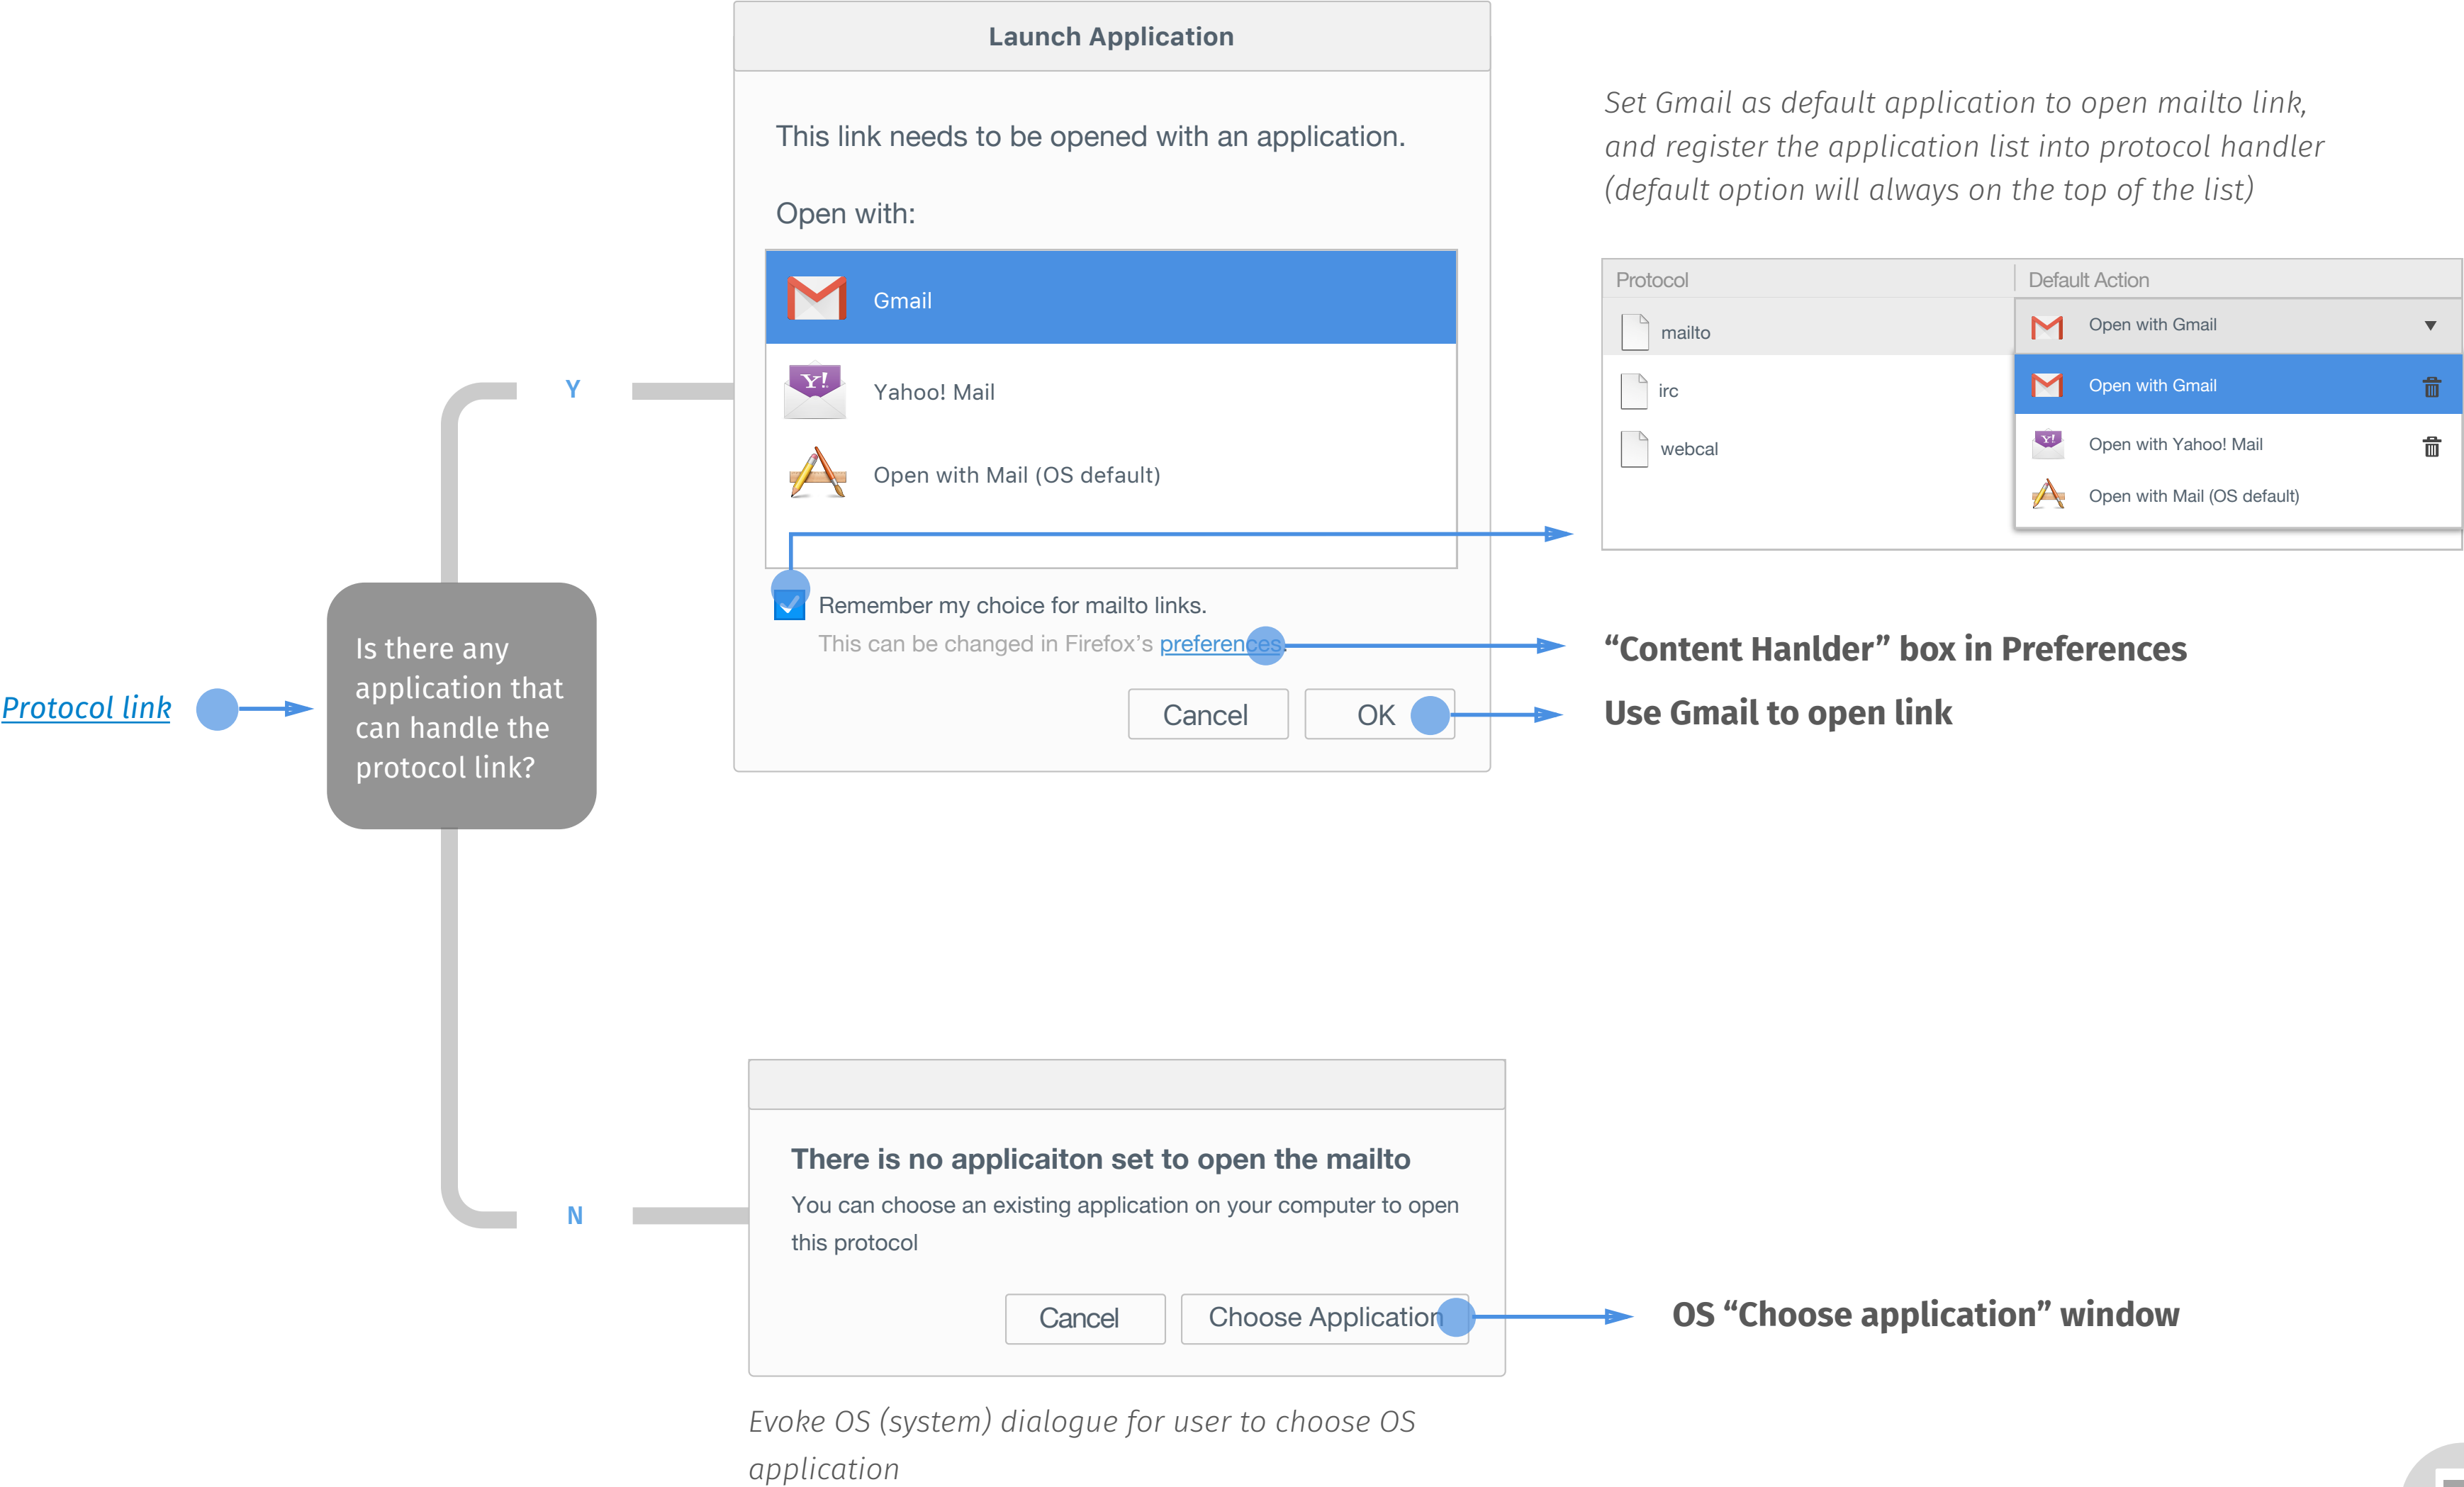 Launch Application
This link needs to be opened with an application.
Open with:
Gmail
Yahoo! Mail
Open with Mail (OS default)
Remember my choice for mailto links.
This can be changed in Firefox’s preferences.
Cancel
OK
Set Gmail as default application to open mailto link,
and register the application list into protocol handler
(default option will always on the top of the list)
Protocol
Default Action
mailto
Open with Gmail
irc
Open with Gmail
webcal
Open with Yahoo! Mail
Open with Mail (OS default)
“Content Hanlder” box in Preferences
Use Gmail to open link
Y
Protocol link
Is there any
application that
can handle the
protocol link?
N
There is no applicaiton set to open the mailto
You can choose an existing application on your computer to open
this protocol
Cancel
Choose Application
OS “Choose application” window
Evoke OS (system) dialogue for user to choose OS
application